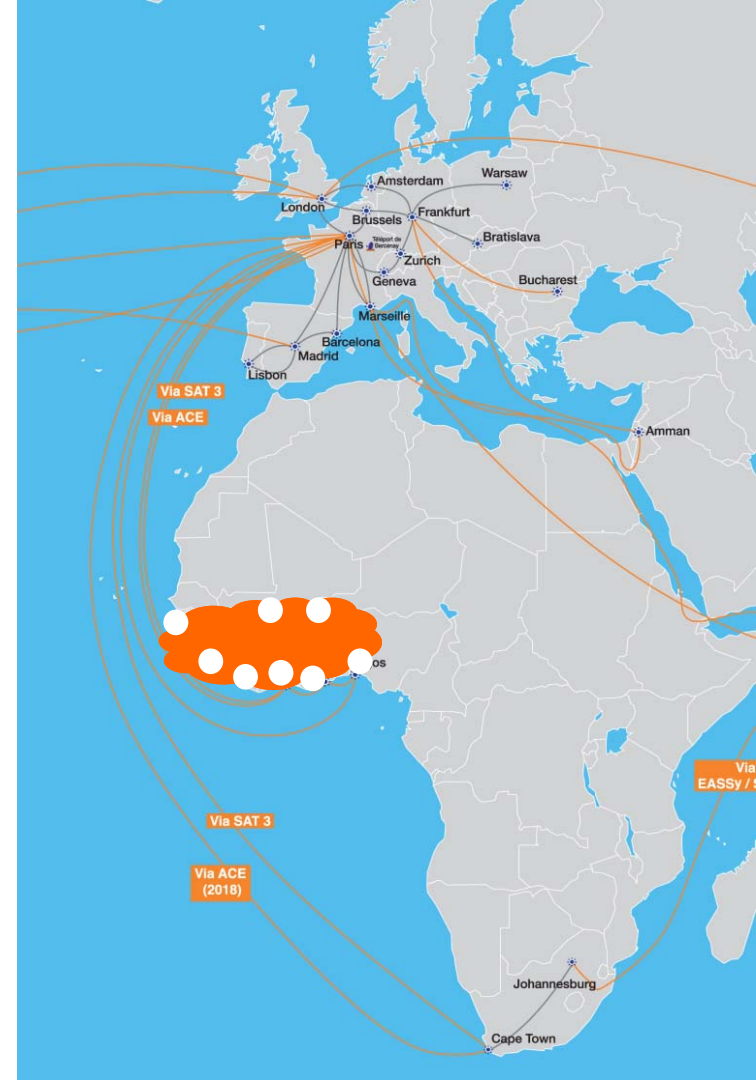 Amsterdam
Warsaw
London
Brussels
Frankfurt
Paris
Téléport de
Bercenay
Bratislava
Zurich
Geneva
Bucharest
Marseille
Barcelona
Madrid
Lisbon
Via SAT 3
Via ACE
Amman
os
Via
EASSy / S
Via SAT 3
Via ACE
(2018)
Johannesburg
Cape Town